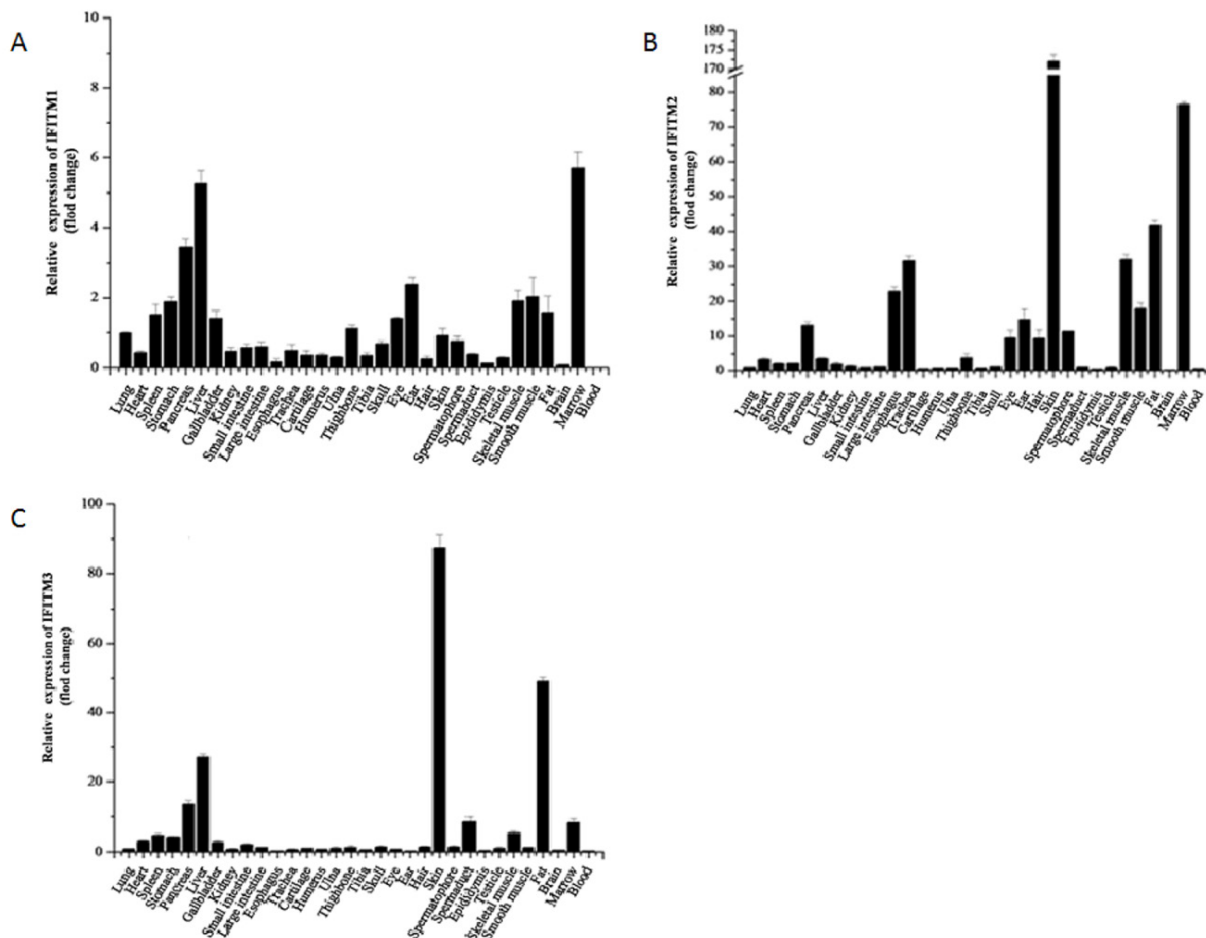 A
Relative expression of IFITM1
(flod change)
10
8
6
4
2
0
Lung
Heart
Spleen
Stomach
Pancreas
Liver
Gallbladder
Kidney
Small intestine
Large intestine
Esophagus
Trachea
Cartilage
Humerus
Ulna
Thighbone
Tibia
Skull
Eye
Ear
Hair
Skin
Spermatophore
Spermaduct
Epididymis
Testicle
Skeletal muscle
Smooth muscle
Fat
Brain
Marrow
Blood
B
Relative expression of IFITM2
(flod change)
180
175
170
80
70
60
50
40
30
20
10
0
Lung
Heart
Spleen
Stomach
Pancreas
Liver
Gallbladder
Kidney
Small intestine
Large intestine
Esophagus
Trachea
Cartilage
Humerus
Ulna
Thigbone
Tibia
Skull
Eye
Ear
Hair
Skin
Spermatophore
Spermaduct
Epididymis
Testicle
Skeletal muscle
Smooth muscle
Fat
Brain
Marrow
Blood
C
Relative expression of IFITM3
(flod change)
100
80
60
40
20
0
Lung
Heart
Spleen
Stomach
Pancreas
Liver
Gallbladder
Kidney
Small intestine
Large intestine
Esophagus
Trachea
Cartilage
Humerus
Ulna
Thighbone
Tibia
Skull
Eye
Ear
Hair
Skin
Spermatophore
Spermaduct
Epididymis
Testicle
Skeletal muscle
Smooth muscle
Fat
Brain
Marrow
Blood